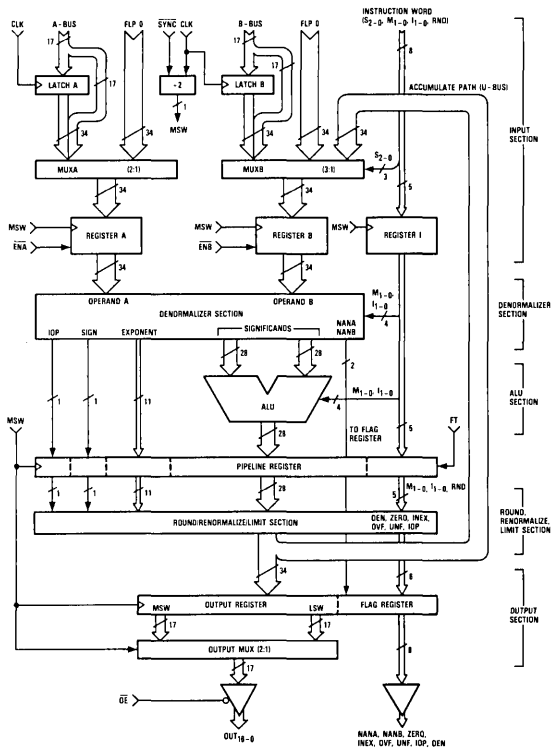 CLK
A-BUS
FLP 0
SYNC CLK
B-BUS
FLP 0
INSTRUCTION WORD
(S2-0, M1-0, I1-0, RND)
17
17
8
ACCUMULATE PATH (U-BUS)
LATCH A
17
÷2
LATCH B
17
1
MSW
34
34
34
34
34
INPUT
SECTION
MUXA (2:1)
MUXB (3:1)
S2-0
3
5
34
34
MSW
REGISTER A
MSW
REGISTER B
MSW
REGISTER I
ENA
ENB
34
34
OPERAND A
OPERAND B
DENORMALIZER SECTION
M1-0,
I1-0
4
DENORMALIZER
SECTION
IOP
SIGN
EXPONENT
SIGNIFICANDS
NANA
NANB
28
28
2
ALU
M1-0, I1-0
4
ALU
SECTION
MSW
1
1
11
28
TO FLAG
REGISTER
5
FT
PIPELINE REGISTER
1
1
11
28
5
M1-0, I1-0, RND
ROUND/RENORMALIZE/LIMIT SECTION
DEN, ZERO, INEX,
OVF, UNF, IOP
ROUND,
RENORMALIZE,
LIMIT SECTION
34
6
MSW
OUTPUT REGISTER
LSW
FLAG REGISTER
OUTPUT
SECTION
17
17
8
OUTPUT MUX (2:1)
17
OE
OUT16-0
NANA, NANB, ZERO,
INEX, OVF, UNF, IOP, DEN